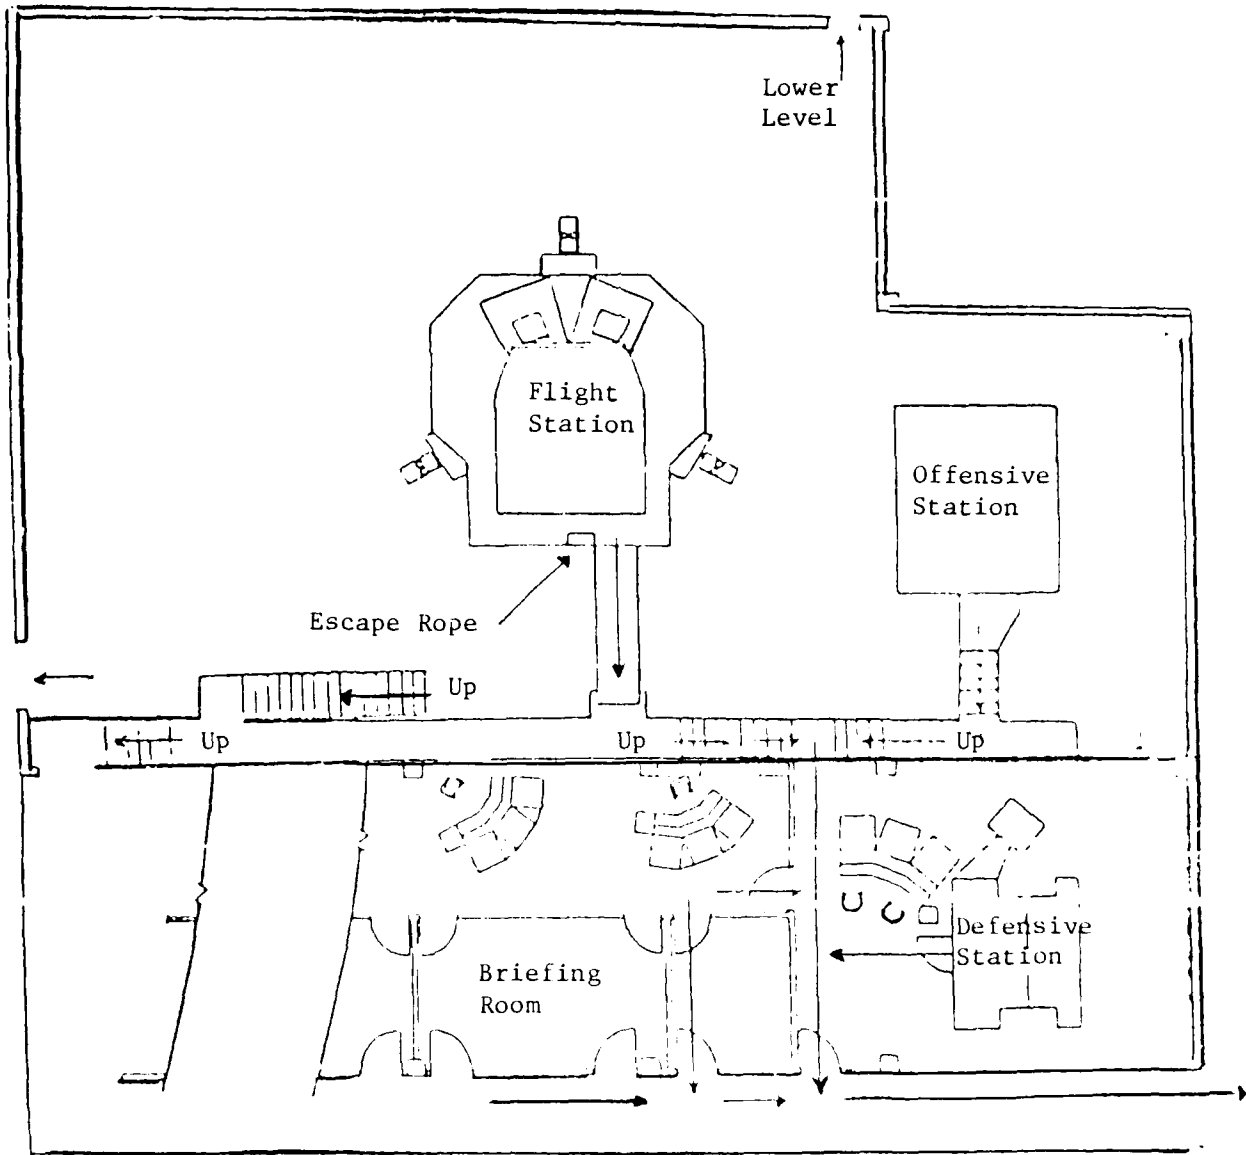 Lower
Level
Flight
Station
Offensive
Station
Escape Rope
Up
Up
Up
Up
Defensive
Station
Briefing
Room